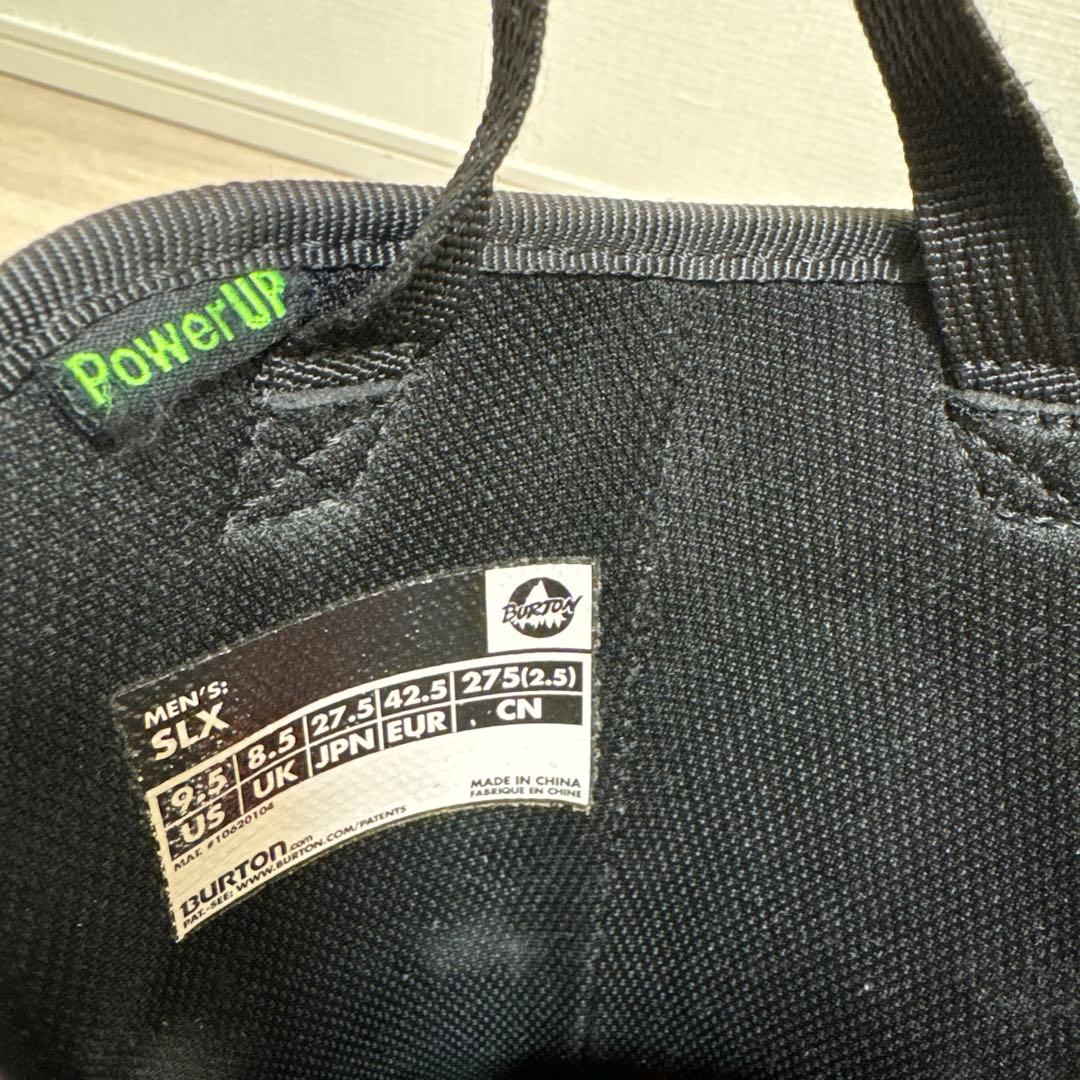 PowerUP
BURTON
MEN'S:
SLX
9.5 8.5 27.5 42.5 275(2.5)
US UK JPN EUR CN
MAT. #10620104
MADE IN CHINA
FABRIQUE EN CHINE
BURTON.com
PAT.-SEE: WWW.BURTON.COM/PATENTS